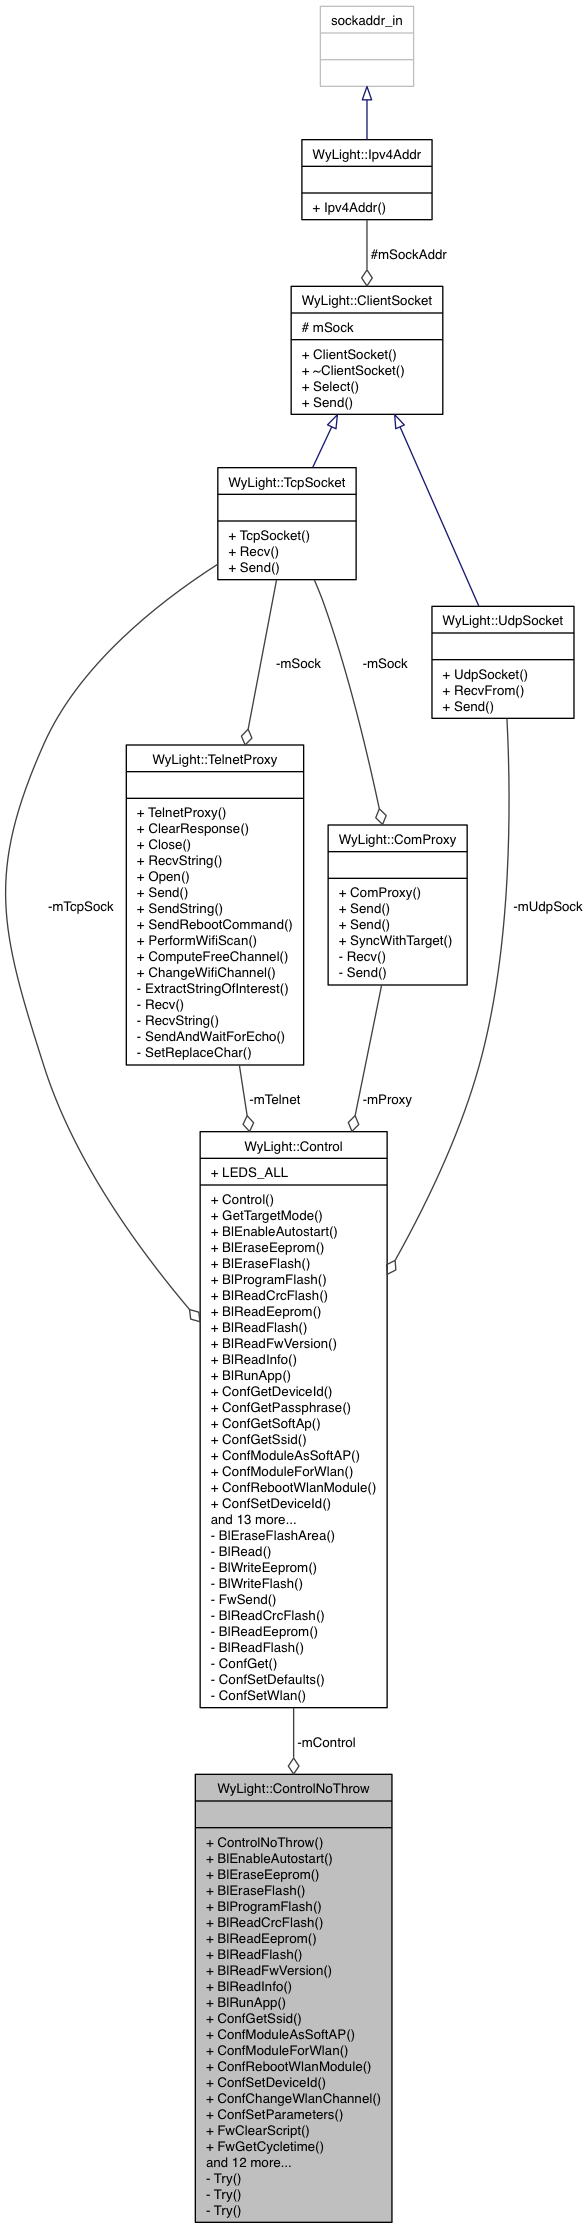 sockaddr_in
WyLight::Ipv4Addr
+ Ipv4Addr()
#mSockAddr
WyLight::ClientSocket
# mSock
+ ClientSocket()
+ ~ClientSocket()
+ Select()
+ Send()
WyLight::TcpSocket
+ TcpSocket()
+ Recv()
+ Send()
WyLight::UdpSocket
+ UdpSocket()
+ RecvFrom()
+ Send()
-mSock
-mSock
WyLight::TelnetProxy
+ TelnetProxy()
+ ClearResponse()
+ Close()
+ RecvString()
+ Open()
+ Send()
+ SendString()
+ SendRebootCommand()
+ PerformWifiScan()
+ ComputeFreeChannel()
+ ChangeWifiChannel()
- ExtractStringOfInterest()
- Recv()
- RecvString()
- SendAndWaitForEcho()
- SetReplaceChar()
WyLight::ComProxy
+ ComProxy()
+ Send()
+ Send()
+ SyncWithTarget()
- Recv()
- Send()
-mTcpSock
-mUdpSock
-mTelnet
-mProxy
WyLight::Control
+ LEDS_ALL
+ Control()
+ GetTargetMode()
+ BlEnableAutostart()
+ BlEraseEeprom()
+ BlEraseFlash()
+ BlProgramFlash()
+ BlReadCrcFlash()
+ BlReadEeprom()
+ BlReadFlash()
+ BlReadFwVersion()
+ BlReadInfo()
+ BlRunApp()
+ ConfGetDeviceId()
+ ConfGetPassphrase()
+ ConfGetSoftAp()
+ ConfGetSsid()
+ ConfModuleAsSoftAP()
+ ConfModuleForWlan()
+ ConfRebootWlanModule()
+ ConfSetDeviceId()
and 13 more...
- BlEraseFlashArea()
- BlRead()
- BlWriteEeprom()
- BlWriteFlash()
- FwSend()
- BlReadCrcFlash()
- BlReadEeprom()
- BlReadFlash()
- ConfGet()
- ConfSetDefaults()
- ConfSetWlan()
-mControl
WyLight::ControlNoThrow
+ ControlNoThrow()
+ BlEnableAutostart()
+ BlEraseEeprom()
+ BlEraseFlash()
+ BlProgramFlash()
+ BlReadCrcFlash()
+ BlReadEeprom()
+ BlReadFlash()
+ BlReadFwVersion()
+ BlReadInfo()
+ BlRunApp()
+ ConfGetSsid()
+ ConfModuleAsSoftAP()
+ ConfModuleForWlan()
+ ConfRebootWlanModule()
+ ConfSetDeviceId()
+ ConfChangeWlanChannel()
+ ConfSetParameters()
+ FwClearScript()
+ FwGetCycletime()
and 12 more...
- Try()
- Try()
- Try()